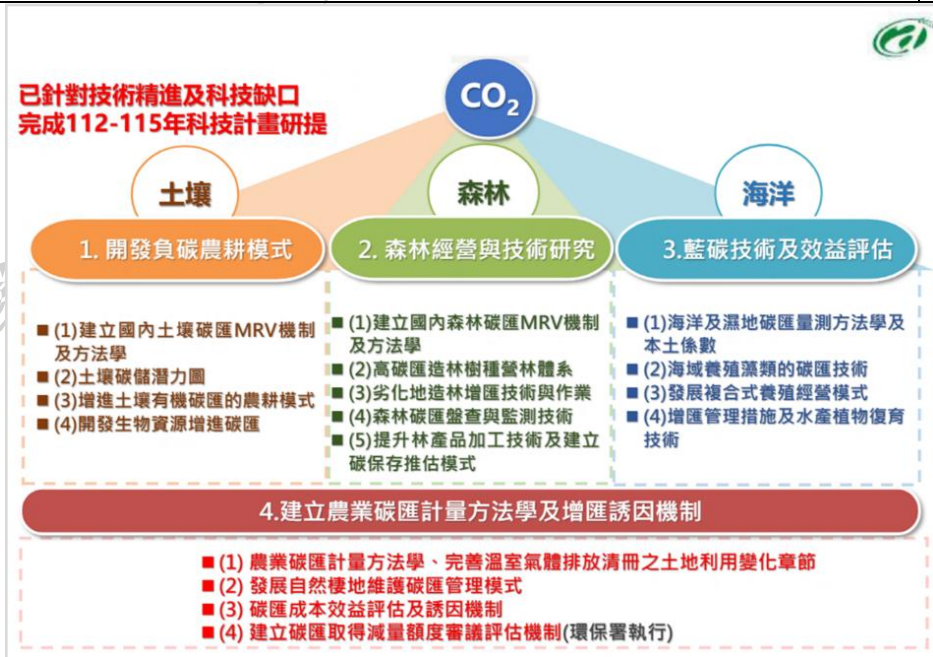 已針對技術精進及科技缺口
完成112-115年科技計畫研提
CO₂
土壤
森林
海洋
1. 開發負碳農耕模式
2. 森林經營與技術研究
3.藍碳技術及效益評估
■ (1)建立國內土壤碳匯MRV機制
及方法學
■ (2)土壤碳儲潛力圖
■ (3)增進土壤有機碳匯的農耕模式
■ (4)開發生物資源增進碳匯
■ (1)建立國內森林碳匯MRV機制
及方法學
■ (2)高碳匯造林樹種營林體系
■ (3)劣化地造林增匯技術與作業
■ (4)森林碳匯盤查與監測技術
■ (5)提升林產品加工技術及建立
碳保存推估模式
■ (1)海洋及濕地碳匯量測方法學及
本土係數
■ (2)海域養殖藻類的碳匯技術
■ (3)發展複合式養殖經營模式
■ (4)增匯管理措施及水產植物復育
技術
4.建立農業碳匯計量方法學及增匯誘因機制
■ (1) 農業碳匯計量方法學、完善溫室氣體排放清冊之土地利用變化章節
■ (2) 發展自然棲地維護碳匯管理模式
■ (3) 碳匯成本效益評估及誘因機制
■ (4) 建立碳匯取得減量額度審議評估機制(環保署執行)